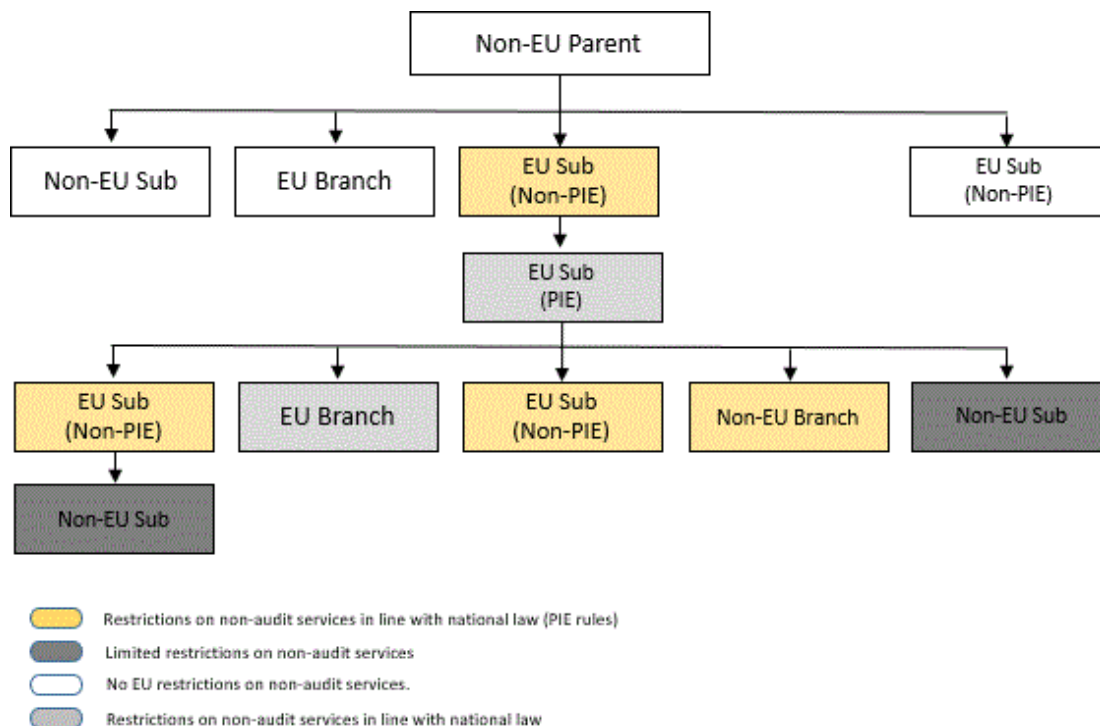 Non-EU Parent
Non-EU Sub
EU Branch
EU Sub
(Non-PIE)
EU Sub
(Non-PIE)
EU Sub
(PIE)
EU Sub
(Non-PIE)
EU Branch
EU Sub
(Non-PIE)
Non-EU Branch
Non-EU Sub
Non-EU Sub
Restrictions on non-audit services in line with national law (PIE rules)
Limited restrictions on non-audit services
No EU restrictions on non-audit services.
Restrictions on non-audit services in line with national law